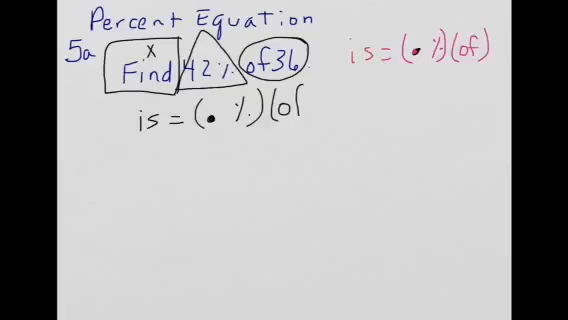 Percent Equation
5a x Find 42% of 36. is = (. %)(of)
is = (. %)(of